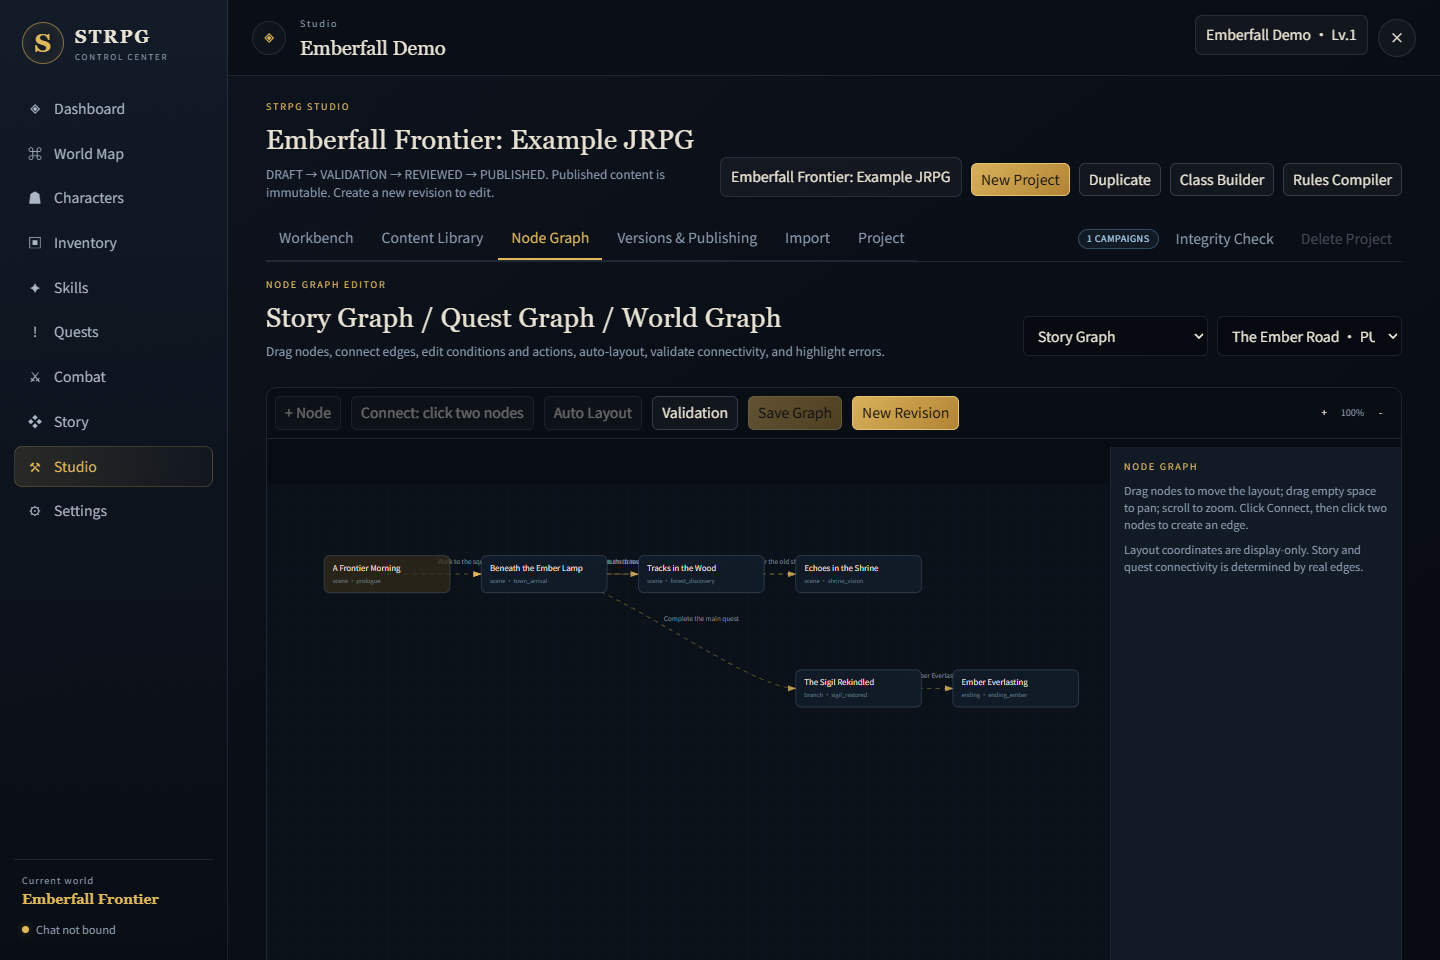 S
STRPG
CONTROL CENTER
Dashboard
World Map
Characters
Inventory
Skills
Quests
Combat
Story
Studio
Settings
Current world
Emberfall Frontier
Chat not bound
Studio
Emberfall Demo
Emberfall Demo • Lv.1
STRPG STUDIO
Emberfall Frontier: Example JRPG
DRAFT → VALIDATION → REVIEWED → PUBLISHED. Published content is
immutable. Create a new revision to edit.
Emberfall Frontier: Example JRPG
New Project
Duplicate
Class Builder
Rules Compiler
Workbench
Content Library
Node Graph
Versions & Publishing
Import
Project
1 CAMPAIGNS
Integrity Check
Delete Project
NODE GRAPH EDITOR
Story Graph / Quest Graph / World Graph
Drag nodes, connect edges, edit conditions and actions, auto-layout, validate connectivity, and highlight errors.
Story Graph
The Ember Road •
+ Node
Connect: click two nodes
Auto Layout
Validation
Save Graph
New Revision
+ 100% -
A Frontier Morning
scene • prologue
to the
Beneath the Ember Lamp
scene • town_arrival
Tracks in the Wood
scene • forest_discovery
the old
Echoes in the Shrine
scene • shrine_vision
Complete the main quest
The Sigil Rekindled
branch • sigil_restored
Ember Everlasting
ending • ending_ember
NODE GRAPH
Drag nodes to move the layout; drag empty space
to pan; scroll to zoom. Click Connect, then click two
nodes to create an edge.
Layout coordinates are display-only. Story and
quest connectivity is determined by real edges.